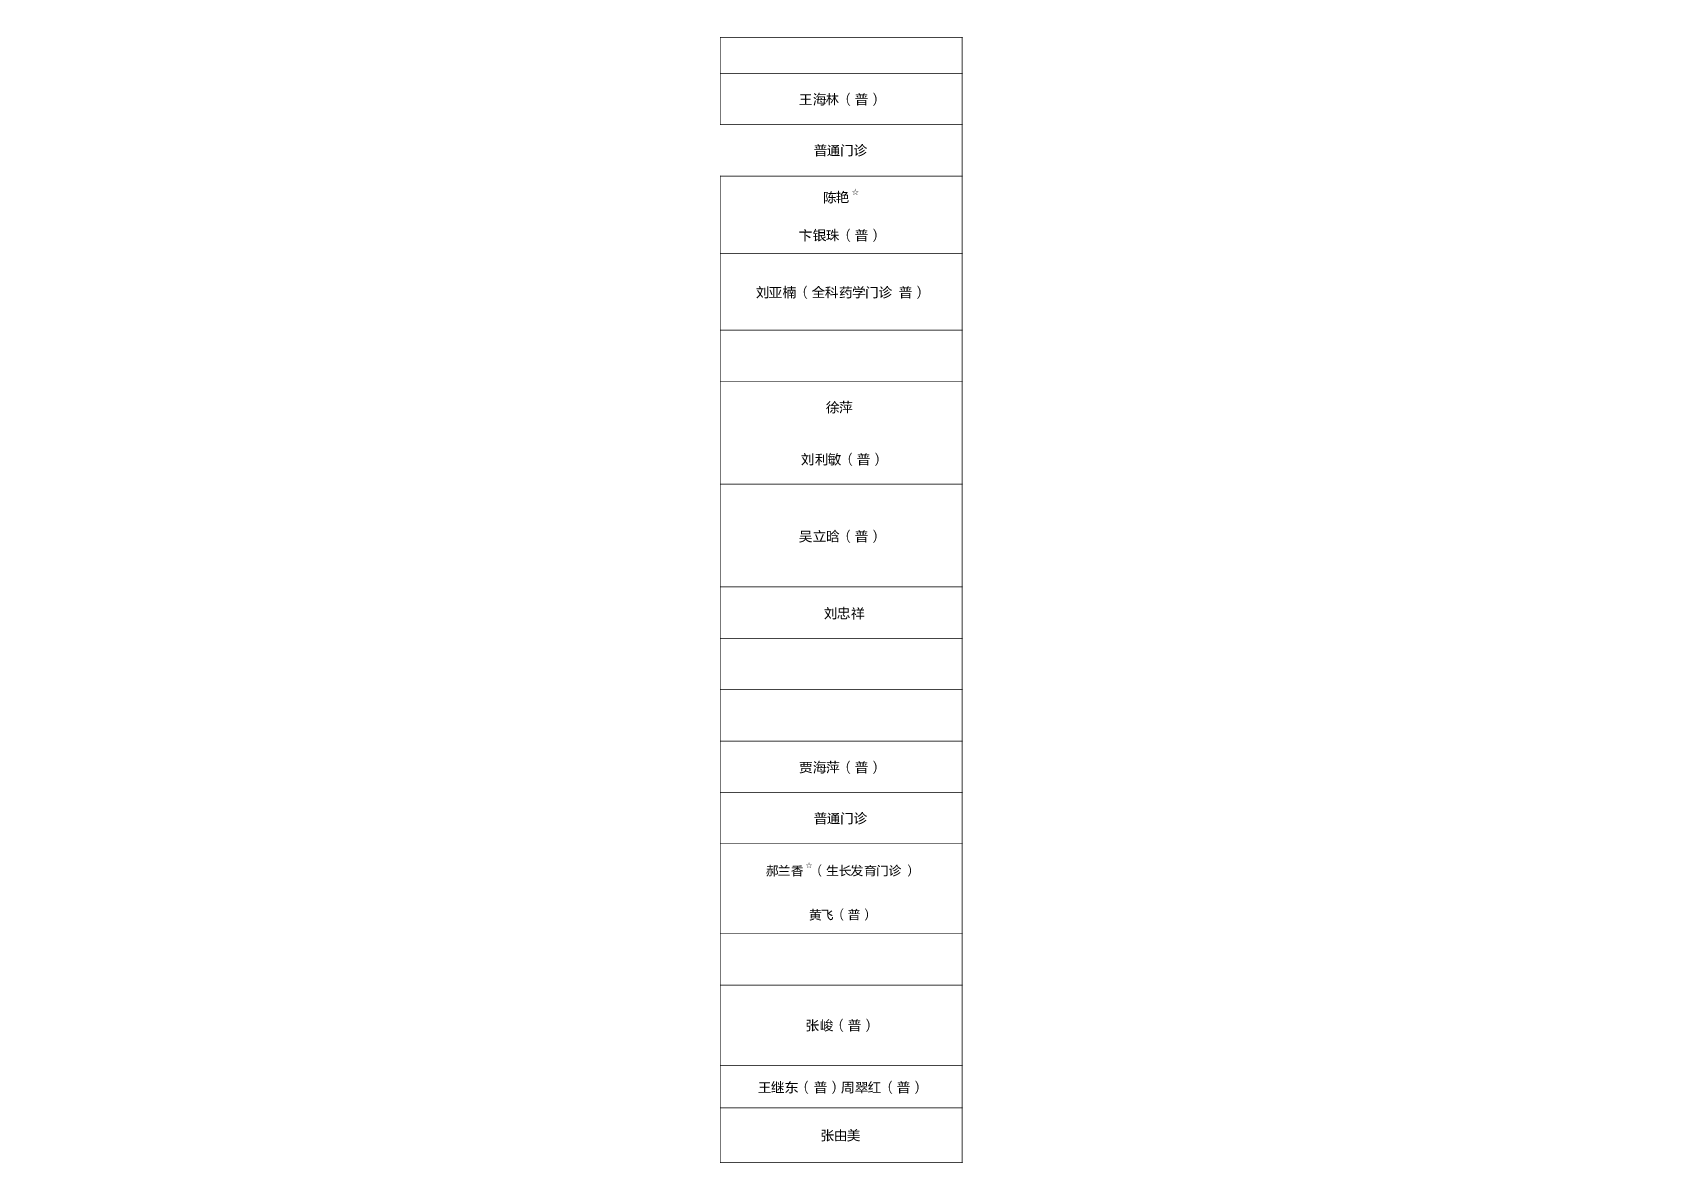 王海林（普）
普通门诊
陈艳☆
卞银珠（普）
刘亚楠（全科药学门诊 普）
徐萍
刘利敏（普）
吴立晗（普）
刘忠祥
贾海萍（普）
普通门诊
郝兰香☆（生长发育门诊）
黄飞（普）
张峻（普）
王继东（普）周翠红（普）
张由美